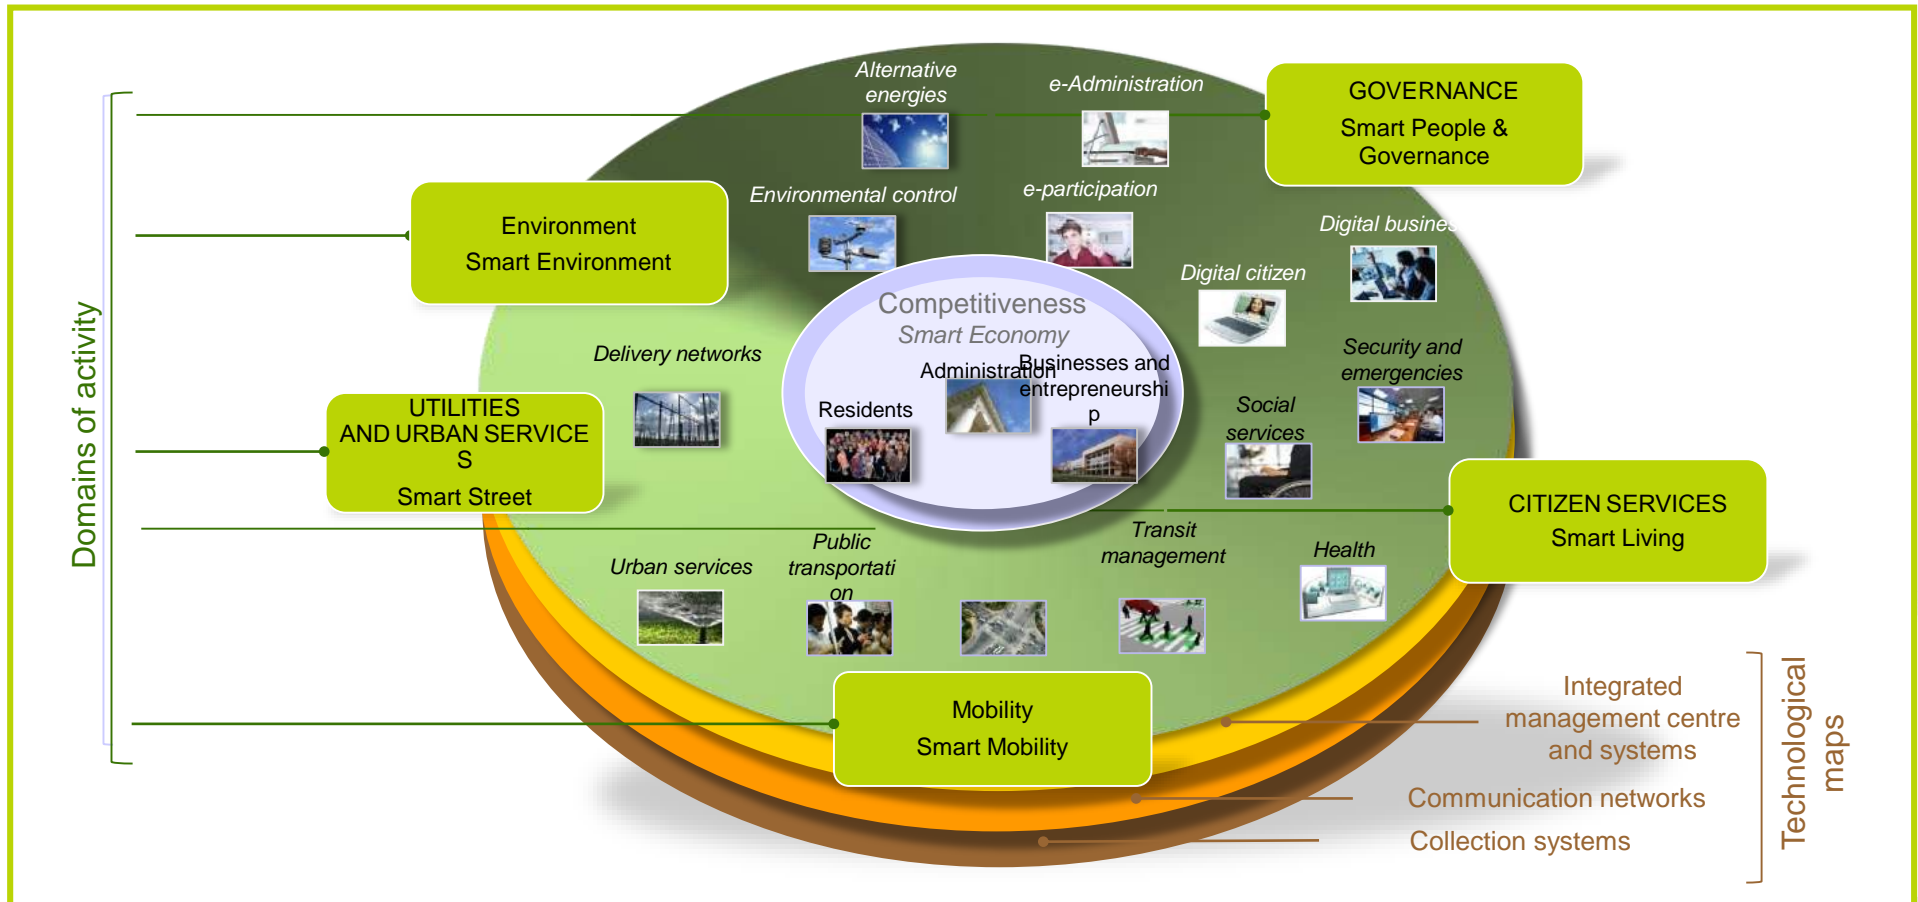 Alternative
energies
e-Administration
GOVERNANCE
Smart People &
Governance
Environmental control
e-participation
Environment
Smart Environment
Digital busines
Digital citizen
Competitiveness
Smart Economy
Delivery networks
Administration
Businesses and
entrepreneurshi
p
Residents
Security and
emergencies
Social
services
Domains of activity
UTILITIES
AND URBAN SERVICE
S
Smart Street
CITIZEN SERVICES
Smart Living
Urban services
Public
transportati
on
Transit
management
Health
Mobility
Smart Mobility
Integrated
management centre
and systems
Communication networks
Collection systems
Technological
maps